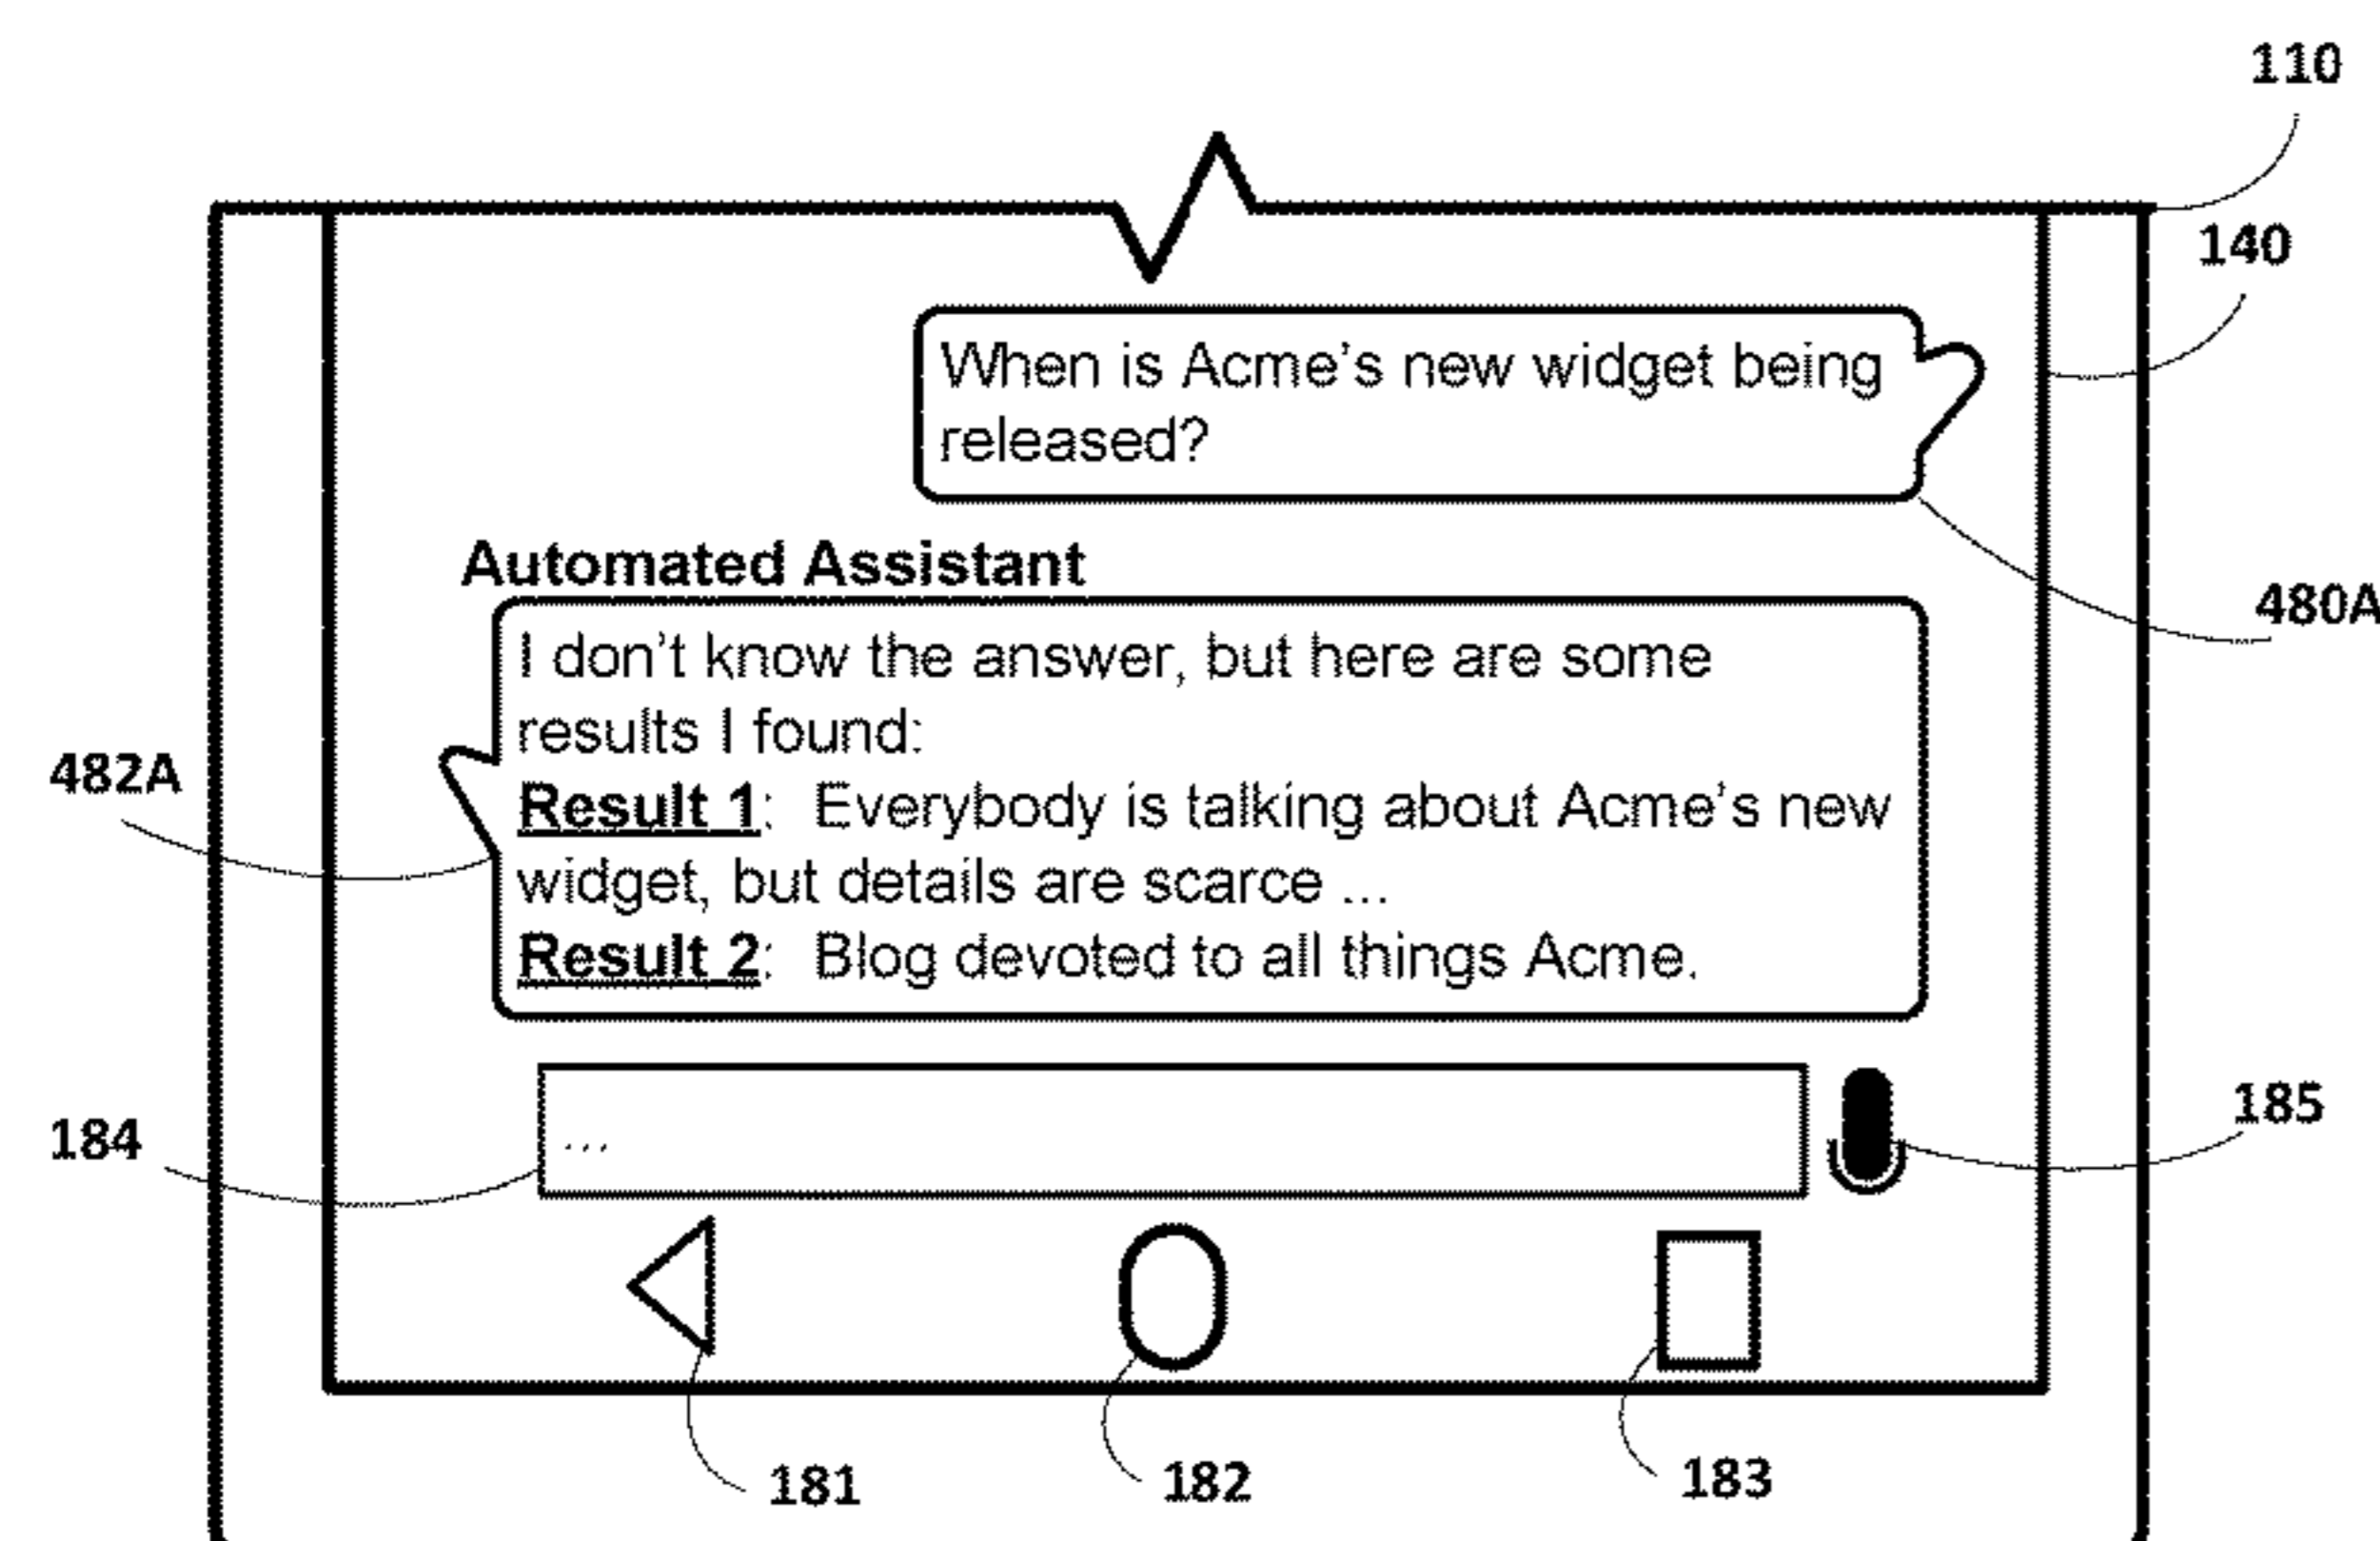 110
140
When is Acme's new widget being
released?
480A
Automated Assistant
I don't know the answer, but here are some
results I found:
482A
Result 1:  Everybody is talking about Acme's new
widget, but details are scarce ...
Result 2:  Blog devoted to all things Acme.
184
...
185
181
182
183